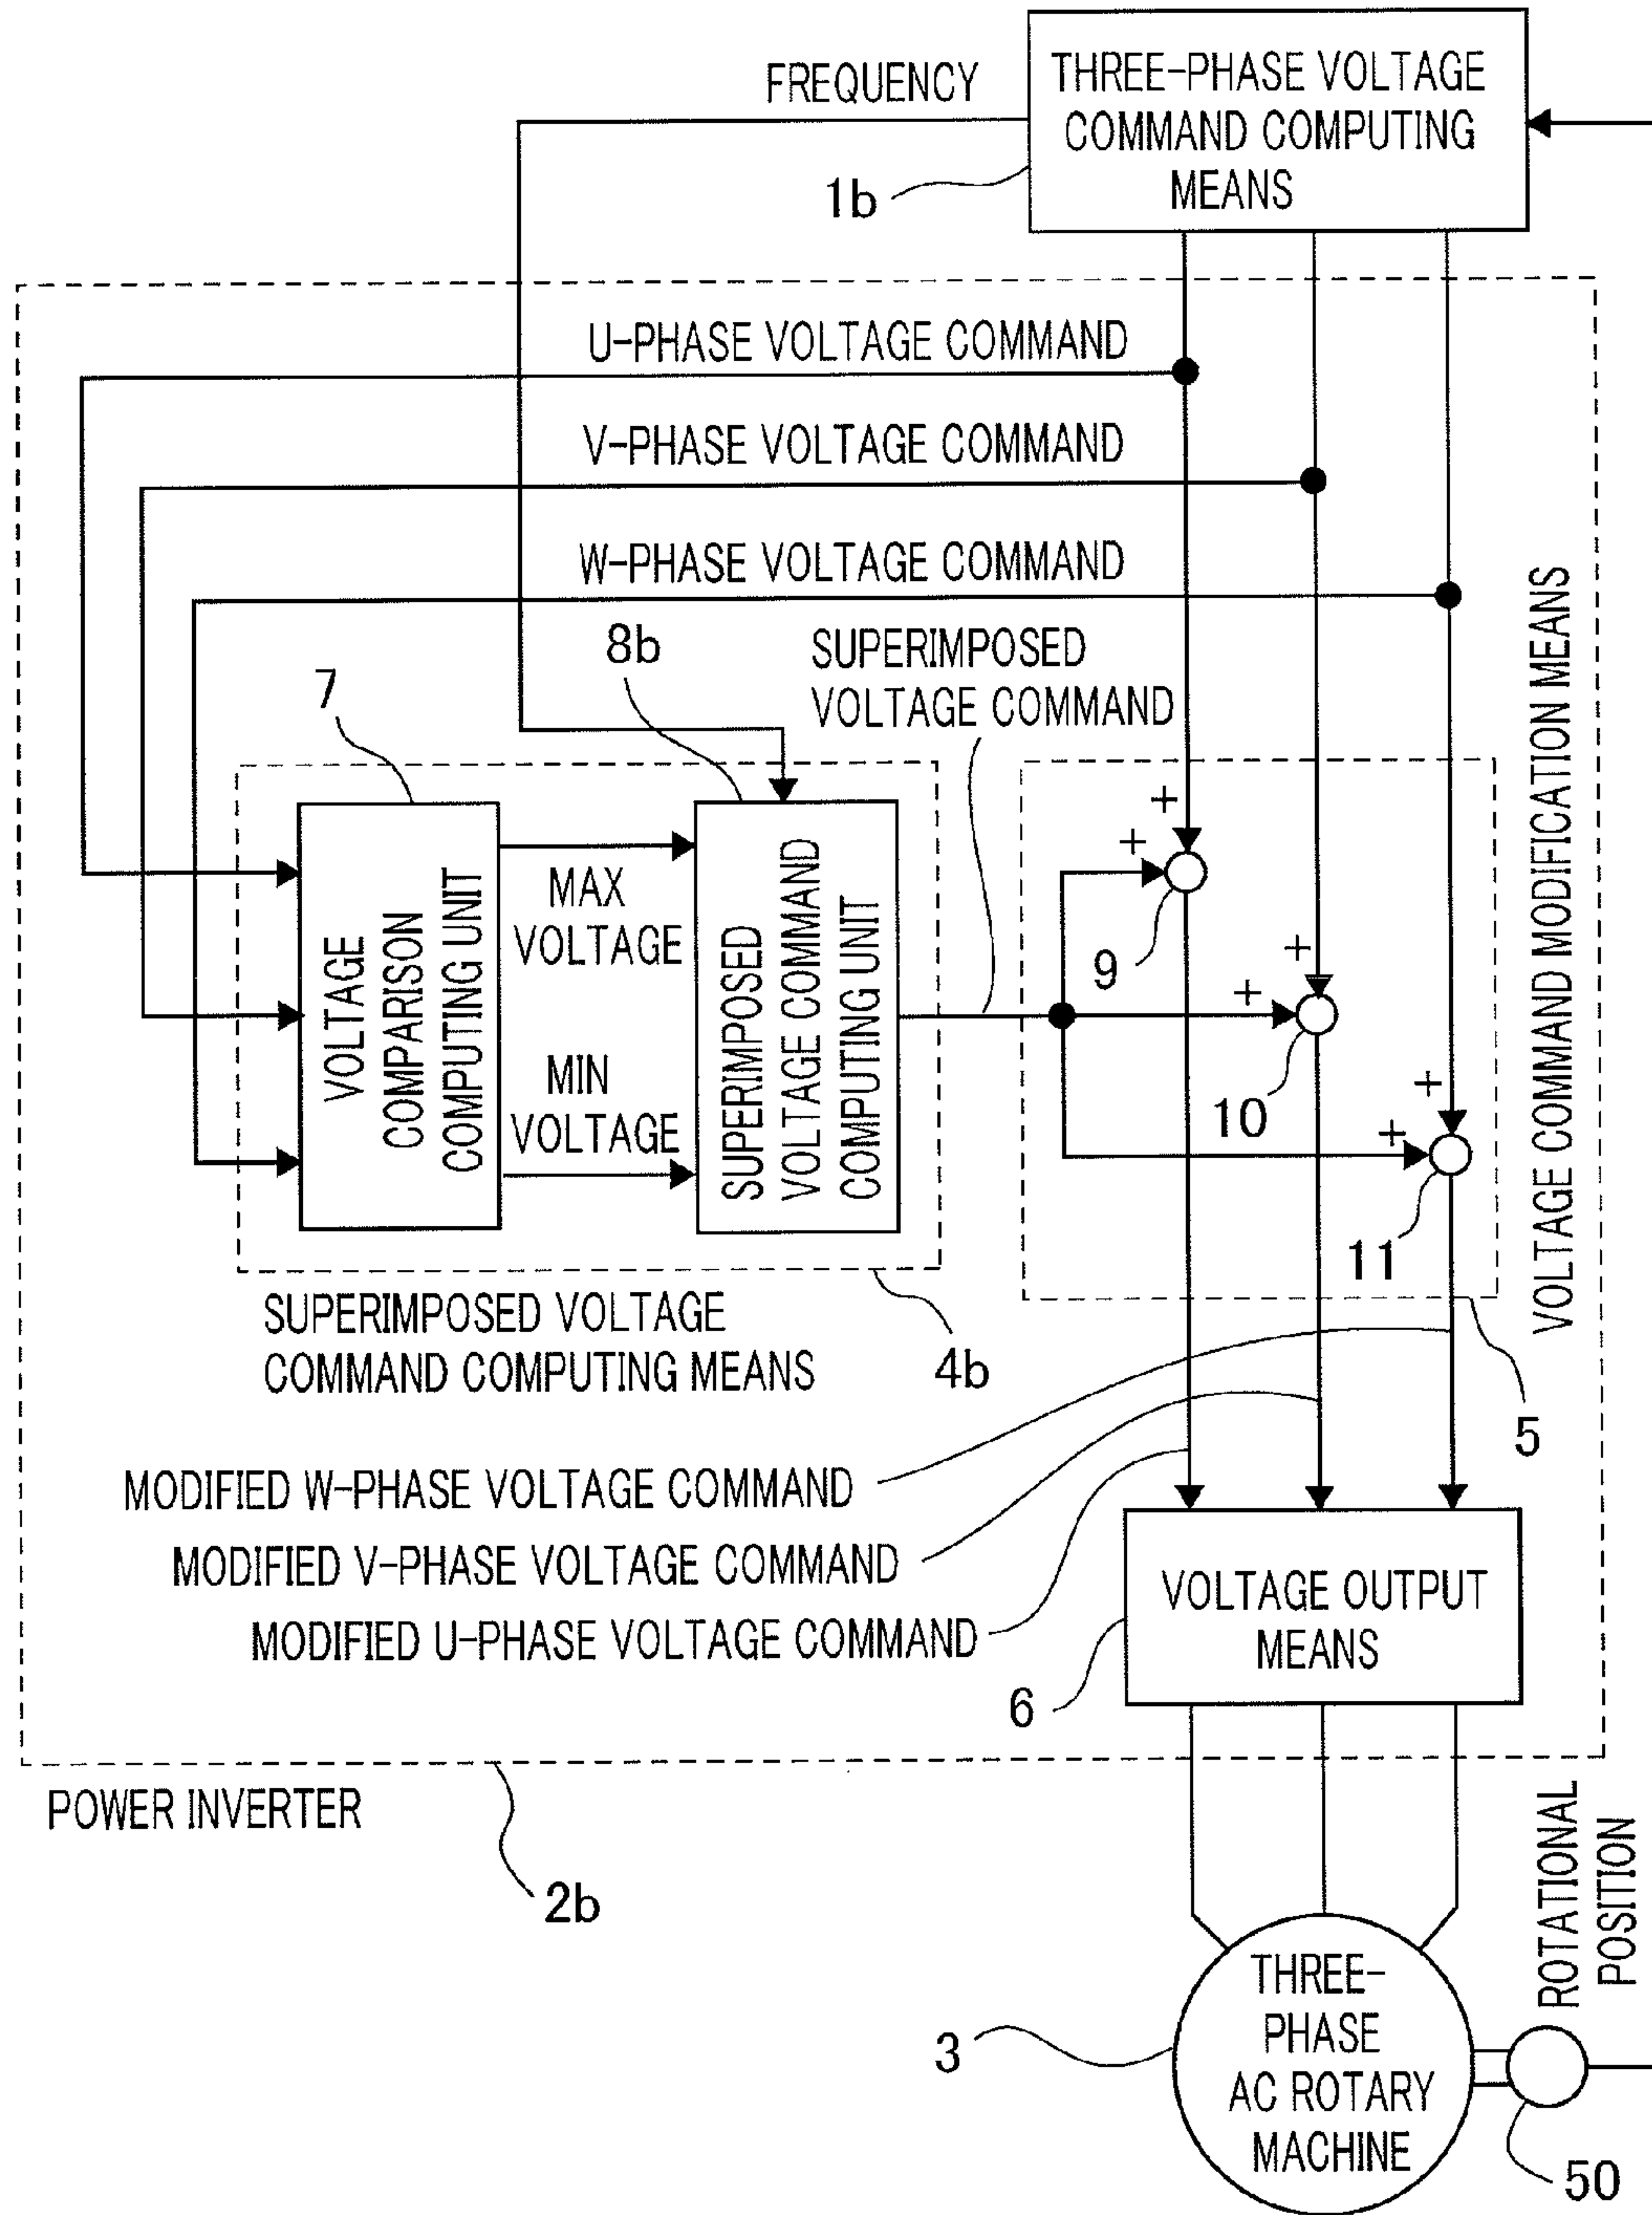 FREQUENCY
THREE-PHASE VOLTAGE
COMMAND COMPUTING
MEANS
1b
U-PHASE VOLTAGE COMMAND
V-PHASE VOLTAGE COMMAND
W-PHASE VOLTAGE COMMAND
8b
SUPERIMPOSED
VOLTAGE COMMAND
7
VOLTAGE COMMAND MODIFICATION MEANS
VOLTAGE
COMPARISON
COMPUTING UNIT
MAX
VOLTAGE
MIN
VOLTAGE
SUPERIMPOSED
VOLTAGE COMMAND
COMPUTING UNIT
+
+
9
+
+
10
+
+
11
SUPERIMPOSED VOLTAGE
COMMAND COMPUTING MEANS
4b
5
MODIFIED W-PHASE VOLTAGE COMMAND
MODIFIED V-PHASE VOLTAGE COMMAND
MODIFIED U-PHASE VOLTAGE COMMAND
VOLTAGE OUTPUT
MEANS
6
POWER INVERTER
2b
ROTATIONAL
POSITION
THREE-
PHASE
AC ROTARY
MACHINE
3
50